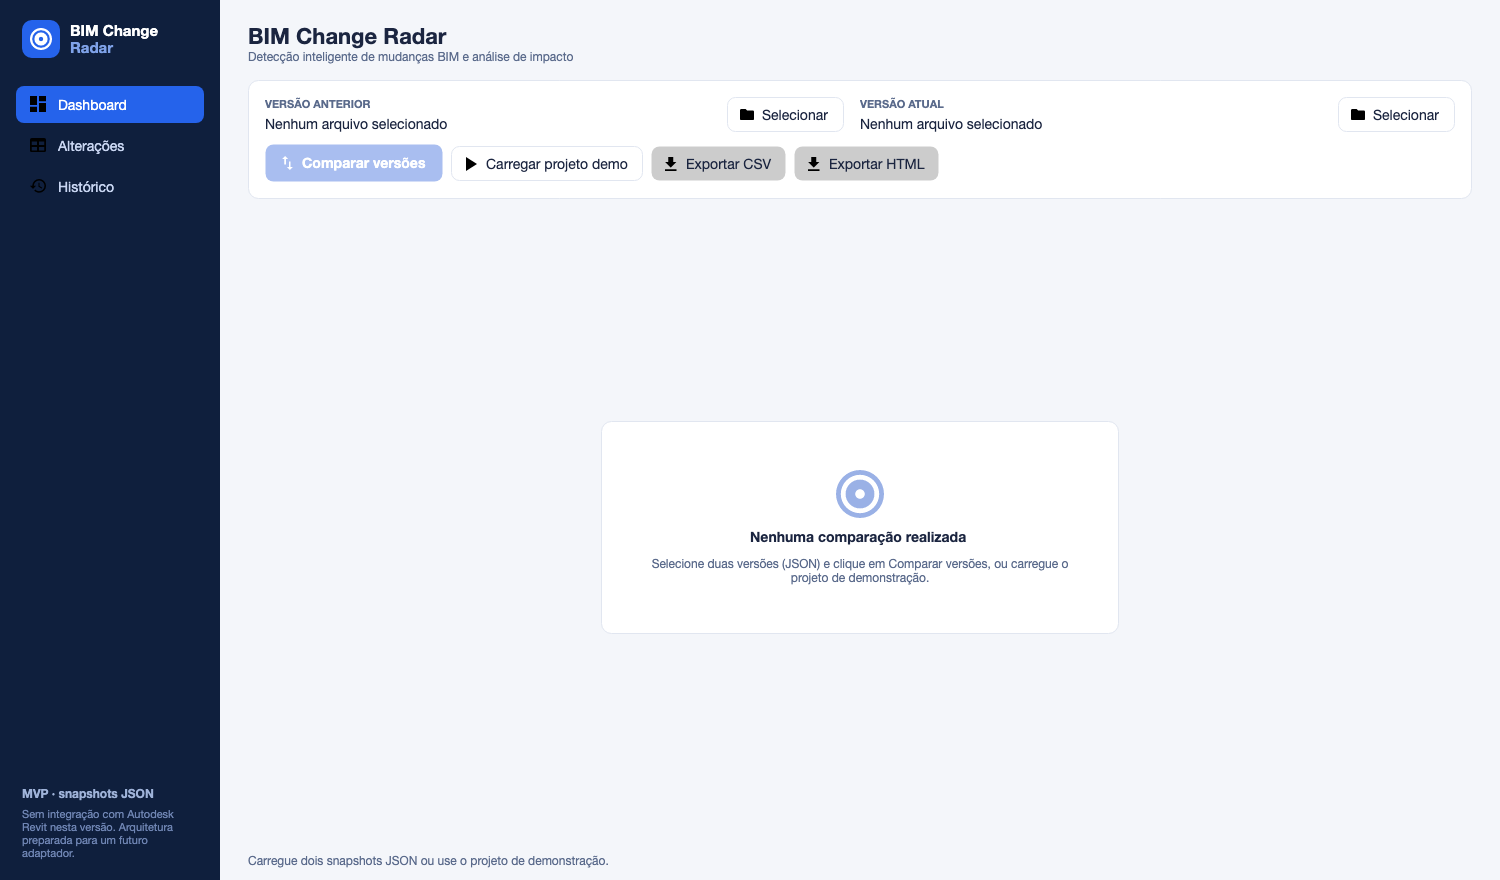 BIM Change
Radar
Dashboard
Alterações
Histórico
MVP · snapshots JSON
Sem integração com Autodesk
Revit nesta versão. Arquitetura
preparada para um futuro
adaptador.
BIM Change Radar
Detecção inteligente de mudanças BIM e análise de impacto
VERSÃO ANTERIOR
Nenhum arquivo selecionado
Selecionar
VERSÃO ATUAL
Nenhum arquivo selecionado
Selecionar
Comparar versões
Carregar projeto demo
Exportar CSV
Exportar HTML
Nenhuma comparação realizada
Selecione duas versões (JSON) e clique em Comparar versões, ou carregue o
projeto de demonstração.
Carregue dois snapshots JSON ou use o projeto de demonstração.